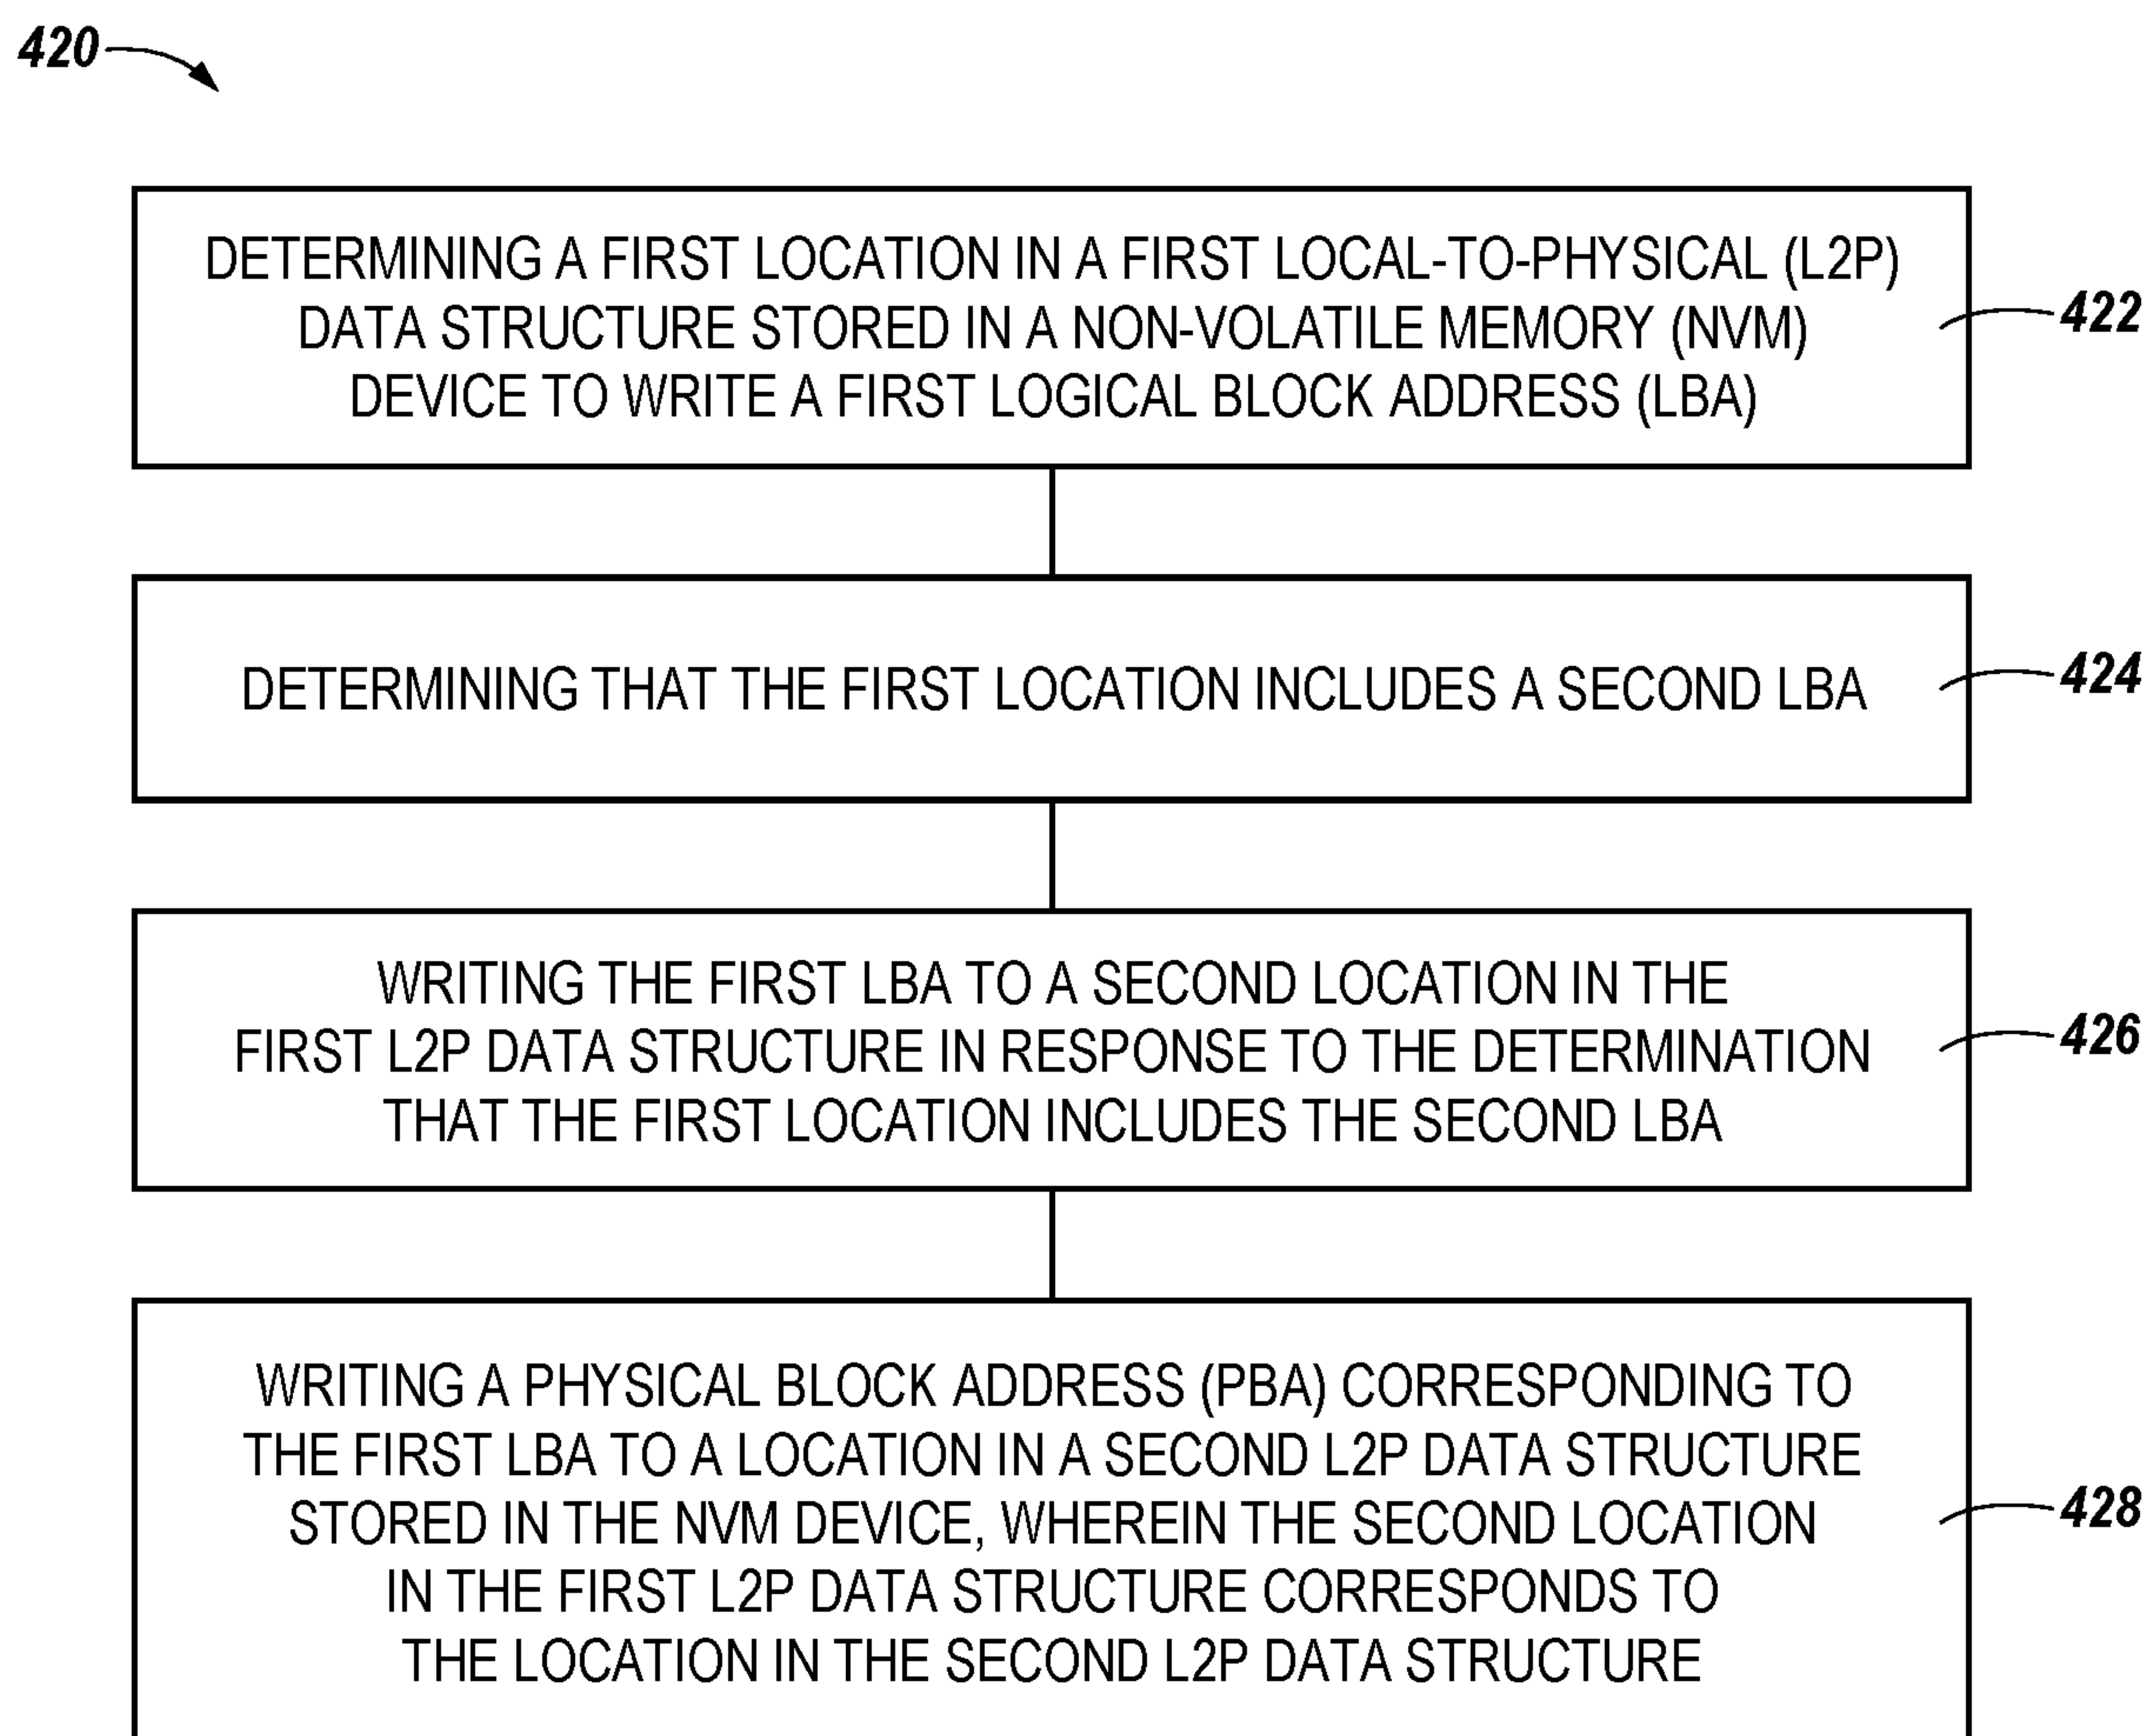 420
DETERMINING A FIRST LOCATION IN A FIRST LOCAL-TO-PHYSICAL (L2P)
DATA STRUCTURE STORED IN A NON-VOLATILE MEMORY (NVM)
DEVICE TO WRITE A FIRST LOGICAL BLOCK ADDRESS (LBA)
422
DETERMINING THAT THE FIRST LOCATION INCLUDES A SECOND LBA
424
WRITING THE FIRST LBA TO A SECOND LOCATION IN THE
FIRST L2P DATA STRUCTURE IN RESPONSE TO THE DETERMINATION
THAT THE FIRST LOCATION INCLUDES THE SECOND LBA
426
WRITING A PHYSICAL BLOCK ADDRESS (PBA) CORRESPONDING TO
THE FIRST LBA TO A LOCATION IN A SECOND L2P DATA STRUCTURE
STORED IN THE NVM DEVICE, WHEREIN THE SECOND LOCATION
IN THE FIRST L2P DATA STRUCTURE CORRESPONDS TO
THE LOCATION IN THE SECOND L2P DATA STRUCTURE
428